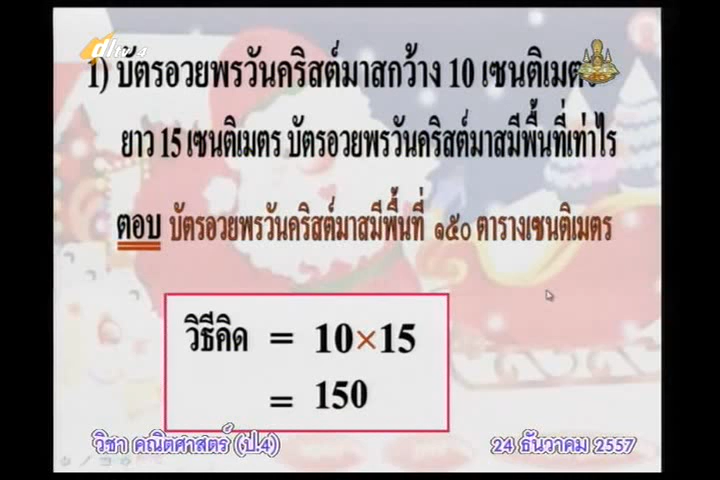 dltv 4
1) บัตรอวยพรวันคริสต์มาสกว้าง 10 เซนติเมตร
ยาว 15 เซนติเมตร บัตรอวยพรวันคริสต์มาสมีพื้นที่เท่าไร
ตอบ บัตรอวยพรวันคริสต์มาสมีพื้นที่ ๑๕๐ ตารางเซนติเมตร
วิธีคิด = 10×15
= 150
วิชา คณิตศาสตร์ (ป.4)
24 ธันวาคม 2557